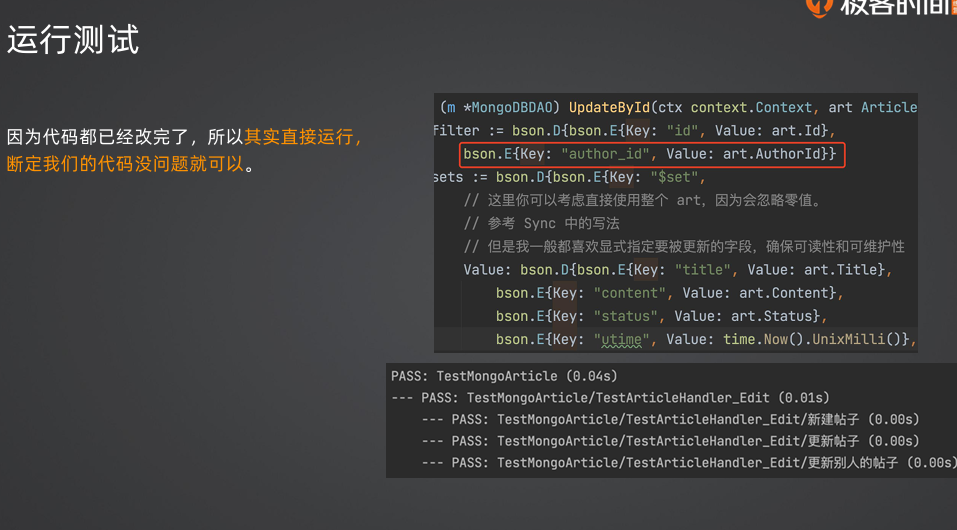 极客时间
运行测试
因为代码都已经改完了，所以其实直接运行，
断定我们的代码没问题就可以。
(m *MongoDBDAO) UpdateById(ctx context.Context, art Article
filter := bson.D{bson.E{Key: "id", Value: art.Id},
bson.E{Key: "author_id", Value: art.AuthorId}}
sets := bson.D{bson.E{Key: "$set",
// 这里你可以考虑直接使用整个 art，因为会忽略零值。
// 参考 Sync 中的写法
// 但是我一般都喜欢显式指定要被更新的字段，确保可读性和可维护性
Value: bson.D{bson.E{Key: "title", Value: art.Title},
bson.E{Key: "content", Value: art.Content},
bson.E{Key: "status", Value: art.Status},
bson.E{Key: "utime", Value: time.Now().UnixMilli()},
PASS: TestMongoArticle (0.04s)
--- PASS: TestMongoArticle/TestArticleHandler_Edit (0.01s)
--- PASS: TestMongoArticle/TestArticleHandler_Edit/新建帖子 (0.00s)
--- PASS: TestMongoArticle/TestArticleHandler_Edit/更新帖子 (0.00s)
--- PASS: TestMongoArticle/TestArticleHandler_Edit/更新别人的帖子 (0.00s)